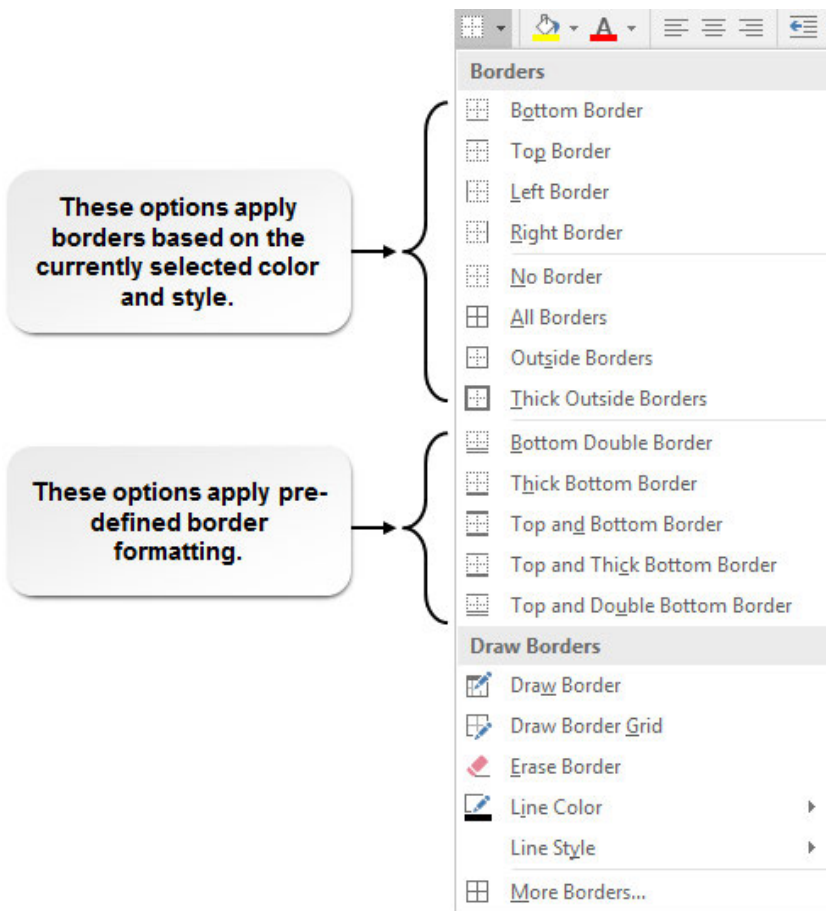 A
Borders
Bottom Border
Top Border
Left Border
Right Border
No Border
All Borders
Outside Borders
Thick Outside Borders
Bottom Double Border
Thick Bottom Border
Top and Bottom Border
Top and Thick Bottom Border
Top and Double Bottom Border
Draw Borders
Draw Border
Draw Border Grid
Erase Border
Line Color
Line Style
More Borders...
These options apply
borders based on the
currently selected color
and style.
These options apply pre-
defined border
formatting.